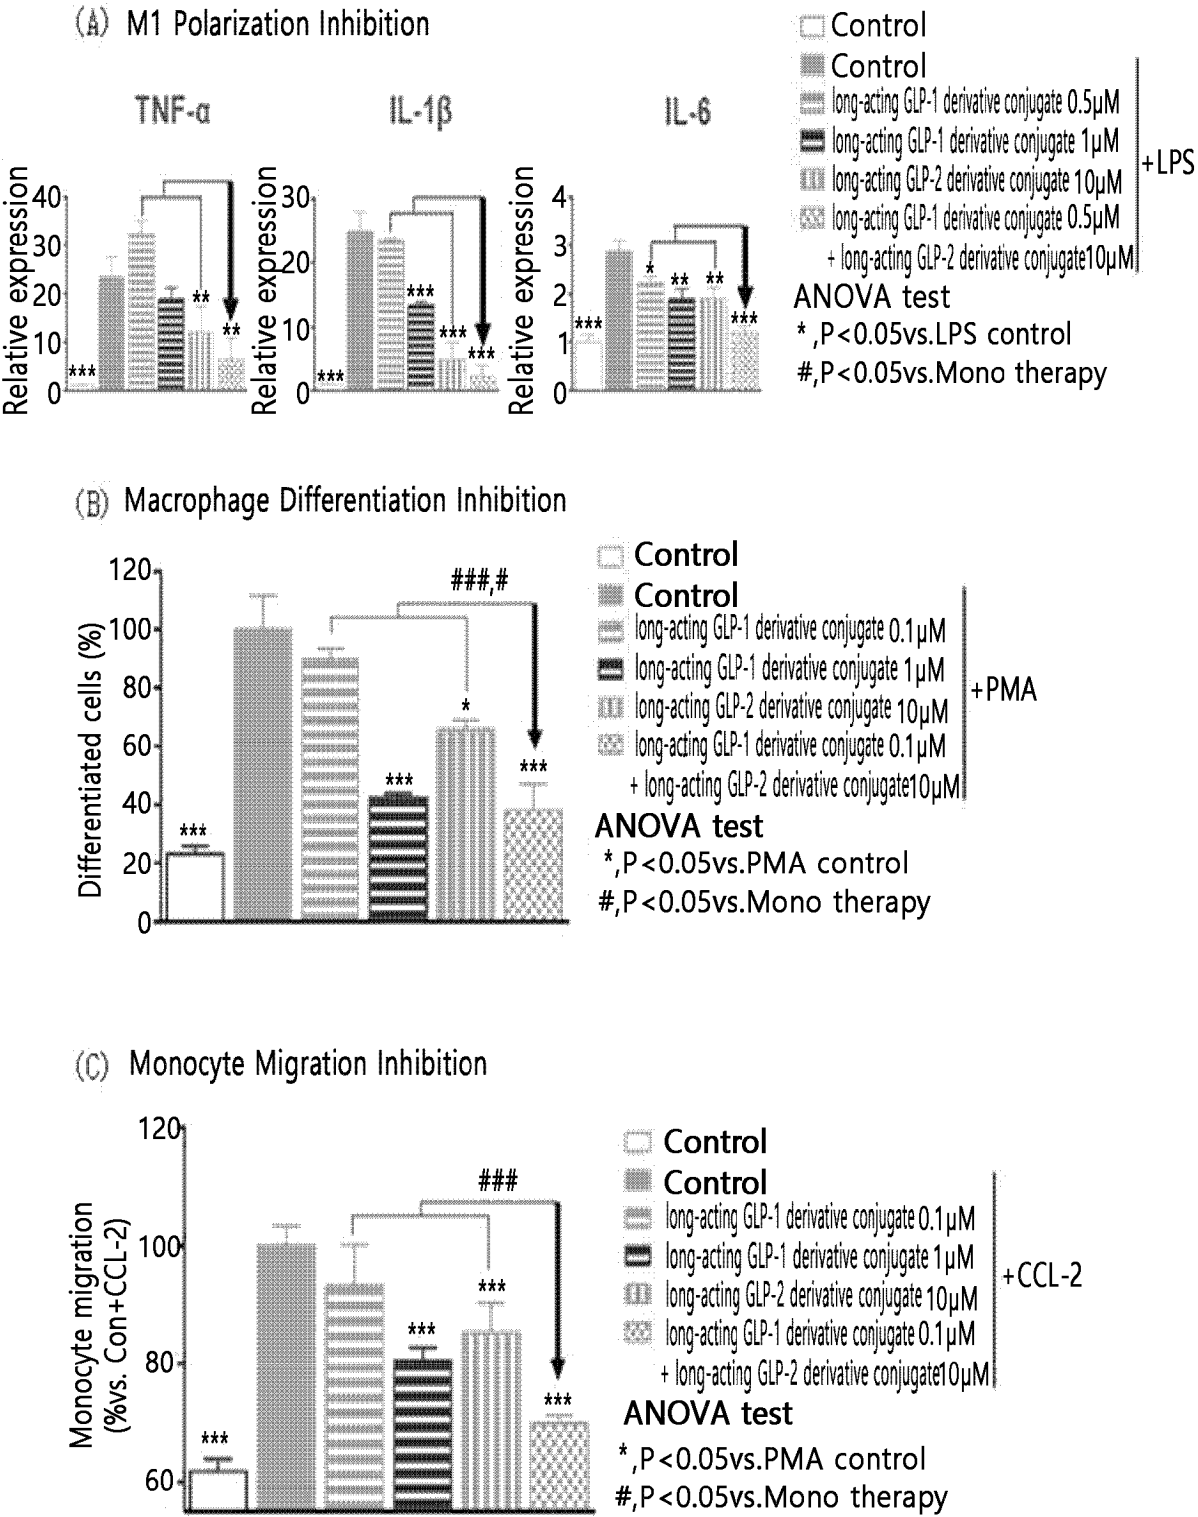 (A) M1 Polarization Inhibition
Control
Control
long-acting GLP-1 derivative conjugate 0.5μM
long-acting GLP-1 derivative conjugate 1μM
long-acting GLP-2 derivative conjugate 10μM
long-acting GLP-1 derivative conjugate 0.5μM
+ long-acting GLP-2 derivative conjugate10μM
+LPS
ANOVA test
*,P<0.05vs.LPS control
#,P<0.05vs.Mono therapy
TNF-α
Relative expression
40
30
20
10
0
***
**
**
IL-1β
Relative expression
30
20
10
0
***
***
***
***
IL-6
Relative expression
4
3
2
1
0
***
*
**
**
***
(B) Macrophage Differentiation Inhibition
Differentiated cells (%)
120
100
80
60
40
20
0
***
***
*
***
###,#
Control
Control
long-acting GLP-1 derivative conjugate 0.1μM
long-acting GLP-1 derivative conjugate 1μM
long-acting GLP-2 derivative conjugate 10μM
long-acting GLP-1 derivative conjugate 0.1μM
+ long-acting GLP-2 derivative conjugate10μM
+PMA
ANOVA test
*,P<0.05vs.PMA control
#,P<0.05vs.Mono therapy
(C) Monocyte Migration Inhibition
Monocyte migration
(%vs. Con+CCL-2)
120
100
80
60
***
***
***
***
###
Control
Control
long-acting GLP-1 derivative conjugate 0.1μM
long-acting GLP-1 derivative conjugate 1μM
long-acting GLP-2 derivative conjugate 10μM
long-acting GLP-1 derivative conjugate 0.1μM
+ long-acting GLP-2 derivative conjugate10μM
+CCL-2
ANOVA test
*,P<0.05vs.PMA control
#,P<0.05vs.Mono therapy